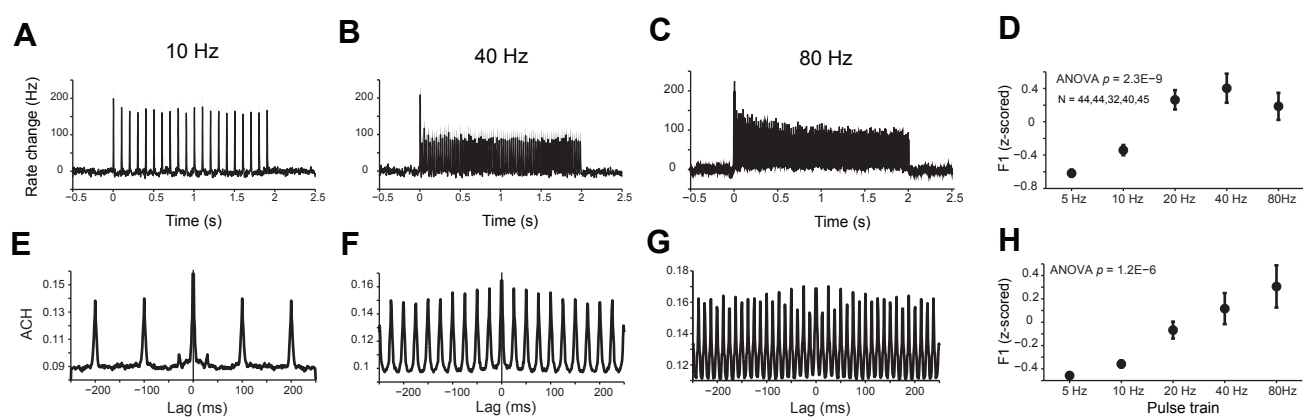 A
10 Hz
Rate change (Hz)
200
100
0
−0.5 0 0.5 1 1.5 2 2.5
Time (s)
B
40 Hz
200
100
0
−0.5 0 0.5 1 1.5 2 2.5
Time (s)
C
80 Hz
200
100
0
−0.5 0 0.5 1 1.5 2 2.5
Time (s)
D
ANOVA p = 2.3E−9
N = 44,44,32,40,45
F1 (z-scored)
0.4
0
−0.4
−0.8
5 Hz 10 Hz 20 Hz 40 Hz 80Hz
E
ACH
0.15
0.13
0.11
0.09
−200 −100 0 100 200
Lag (ms)
F
0.16
0.14
0.12
0.1
−200 −100 0 100 200
Lag (ms)
G
0.18
0.16
0.14
0.12
−200 −100 0 100 200
Lag (ms)
H
ANOVA p = 1.2E−6
F1 (z-scored)
0.4
0.2
0
−0.2
−0.4
5 Hz 10 Hz 20 Hz 40 Hz 80 Hz
Pulse train